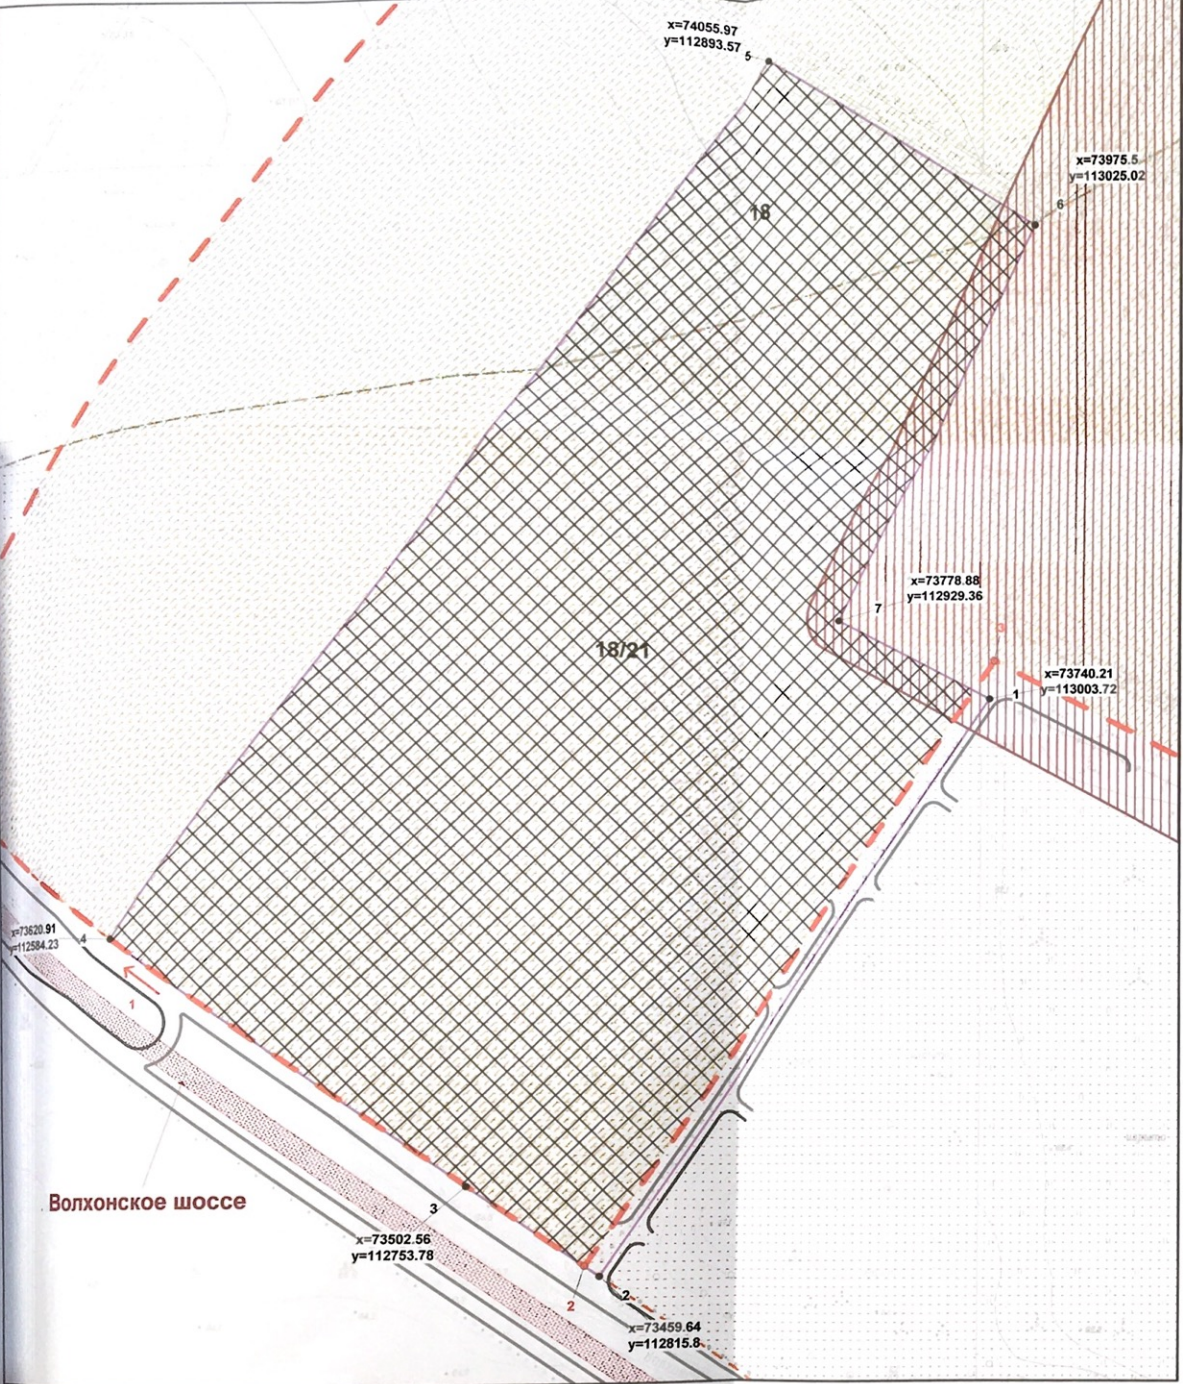 x=74055.97
y=112893.57
5
x=73975.5
y=113025.02
6
18
x=73778.88
y=112929.36
7
3
18/21
x=73740.21
y=113003.72
1
x=73620.91
y=112584.23
4
1
Волхонское шоссе
3
x=73502.56
y=112753.78
2
2
x=73459.64
y=112815.8